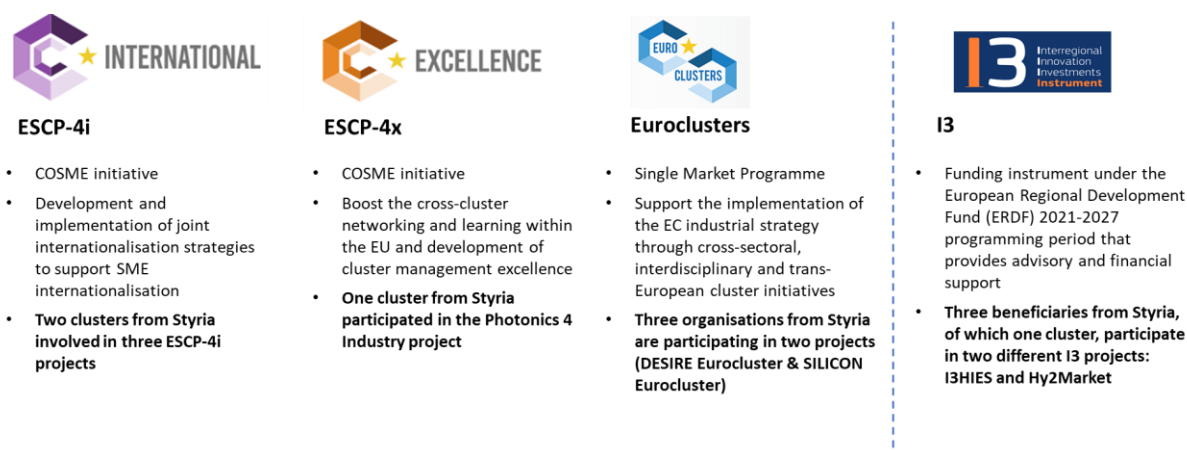 INTERNATIONAL
ESCP-4i
• COSME initiative
• Development and
implementation of joint
internationalisation strategies
to support SME
internationalisation
• Two clusters from Styria
involved in three ESCP-4i
projects
EXCELLENCE
ESCP-4x
• COSME initiative
• Boost the cross-cluster
networking and learning within
the EU and development of
cluster management excellence
• One cluster from Styria
participated in the Photonics 4
Industry project
EURO
CLUSTERS
Euroclusters
• Single Market Programme
• Support the implementation of
the EC industrial strategy
through cross-sectoral,
interdisciplinary and trans-
European cluster initiatives
• Three organisations from Styria
are participating in two projects
(DESIRE Eurocluster & SILICON
Eurocluster)
I3
Interregional
Innovation
Investments
Instrument
I3
• Funding instrument under the
European Regional Development
Fund (ERDF) 2021-2027
programming period that
provides advisory and financial
support
• Three beneficiaries from Styria,
of which one cluster, participate
in two different I3 projects:
I3HIES and Hy2Market